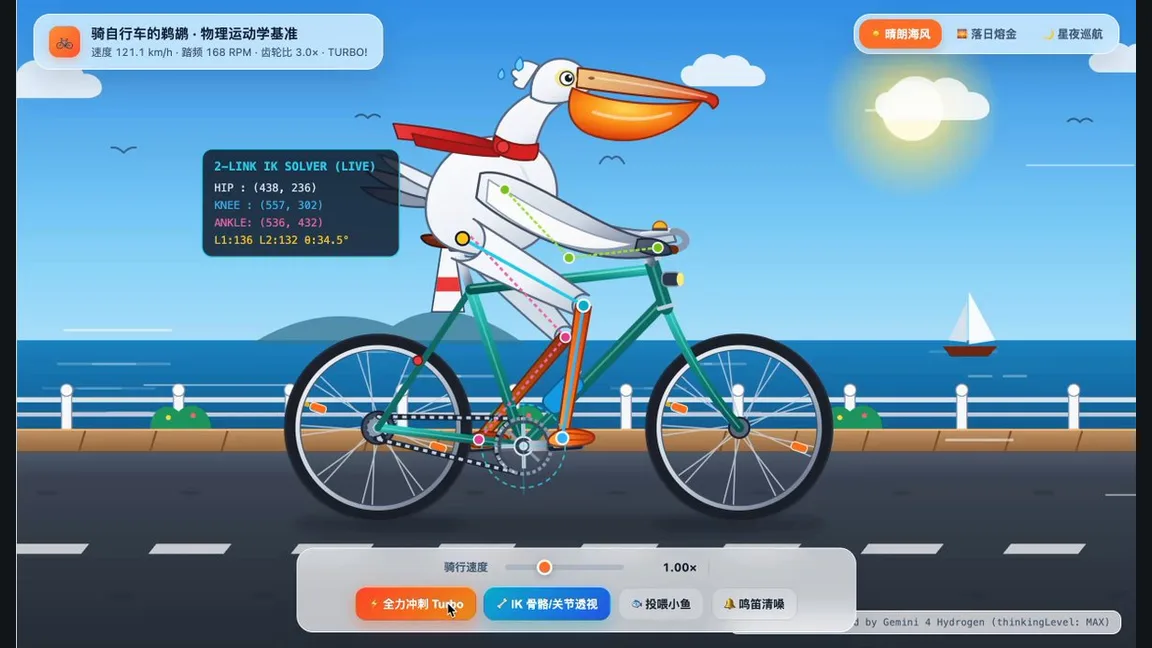 骑自行车的鹈鹕 · 物理运动学基准
速度 121.1 km/h · 踏频 168 RPM · 齿轮比 3.0× · TURBO!
晴朗海风
落日熔金
星夜巡航
2-LINK IK SOLVER (LIVE)
HIP : (438, 236)
KNEE : (557, 302)
ANKLE: (536, 432)
L1:136 L2:132 θ:34.5°
骑行速度
1.00×
全力冲刺 Turbo
IK 骨骼/关节透视
投喂小鱼
鸣笛清嗓
by Gemini 4 Hydrogen (thinkingLevel: MAX)